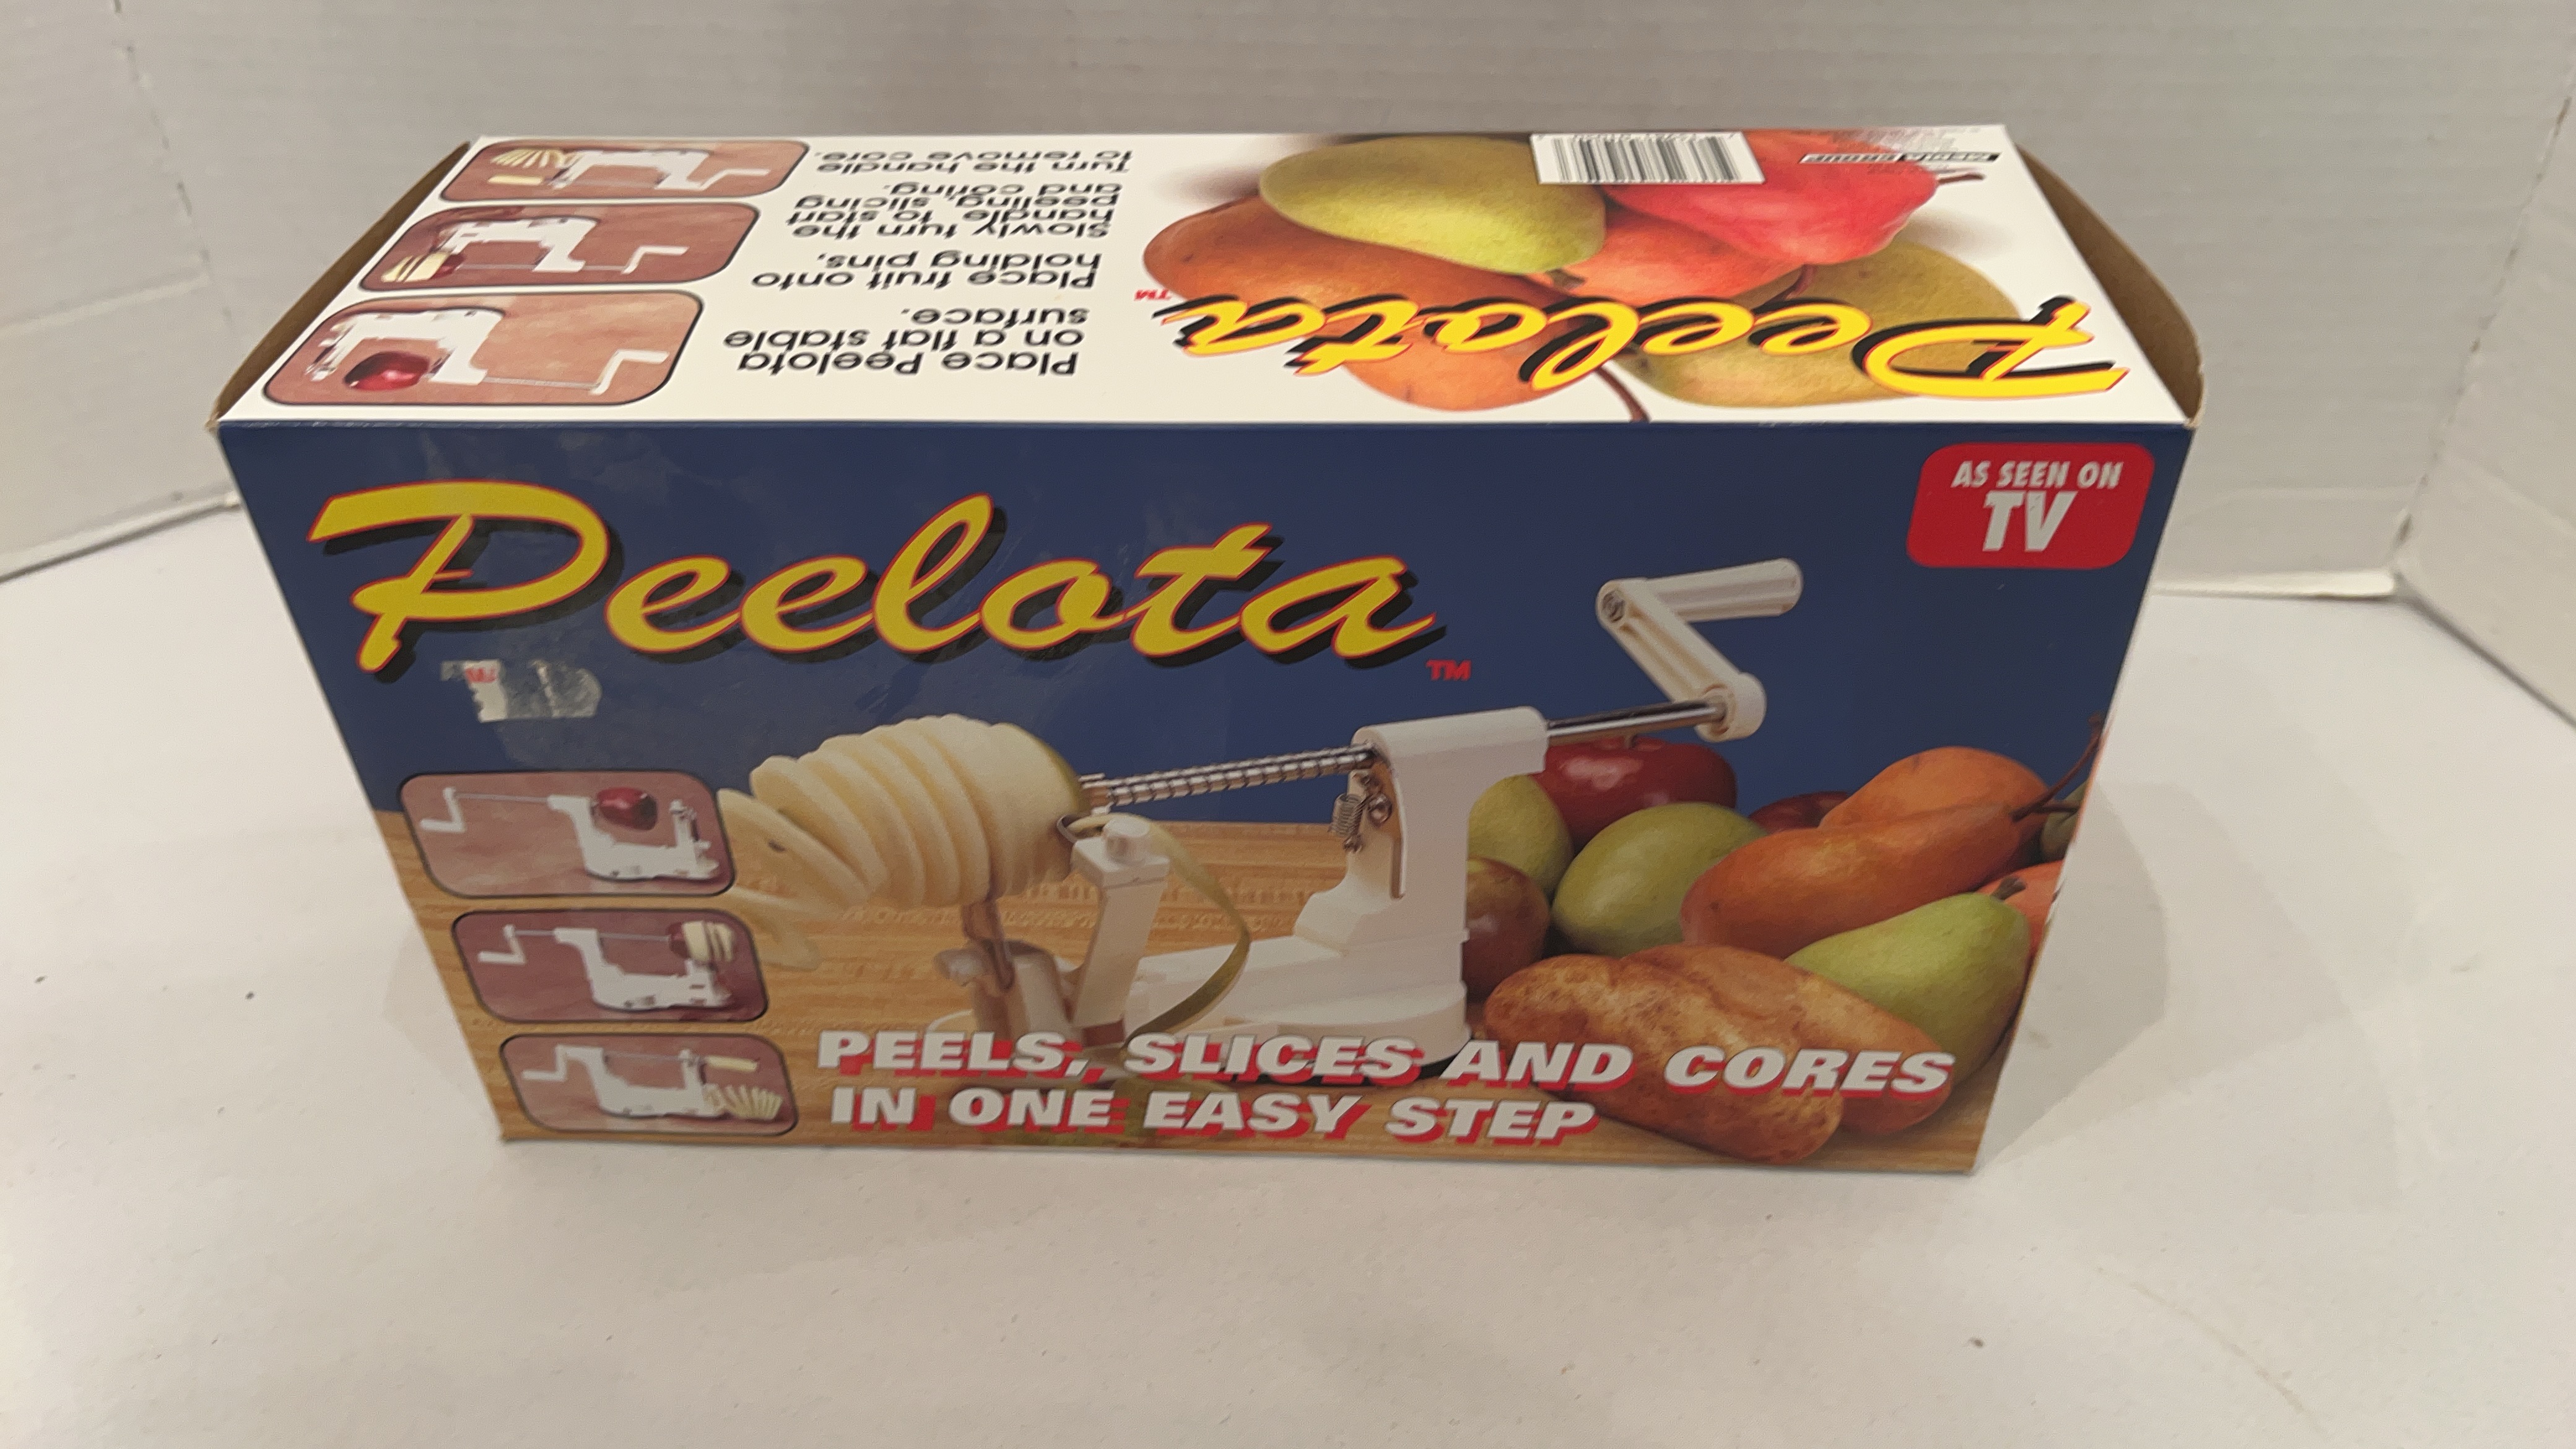 Place Peelota
on a flat stable
surface.
Place fruit onto
holding pins.
Slowly turn the
handle to start
peeling, slicing
and coring.
Turn the handle
to remove core.
Peelota
TM
MEDIA GROUP
Peelota
TM
AS SEEN ON
TV
PEELS, SLICES AND CORES
IN ONE EASY STEP